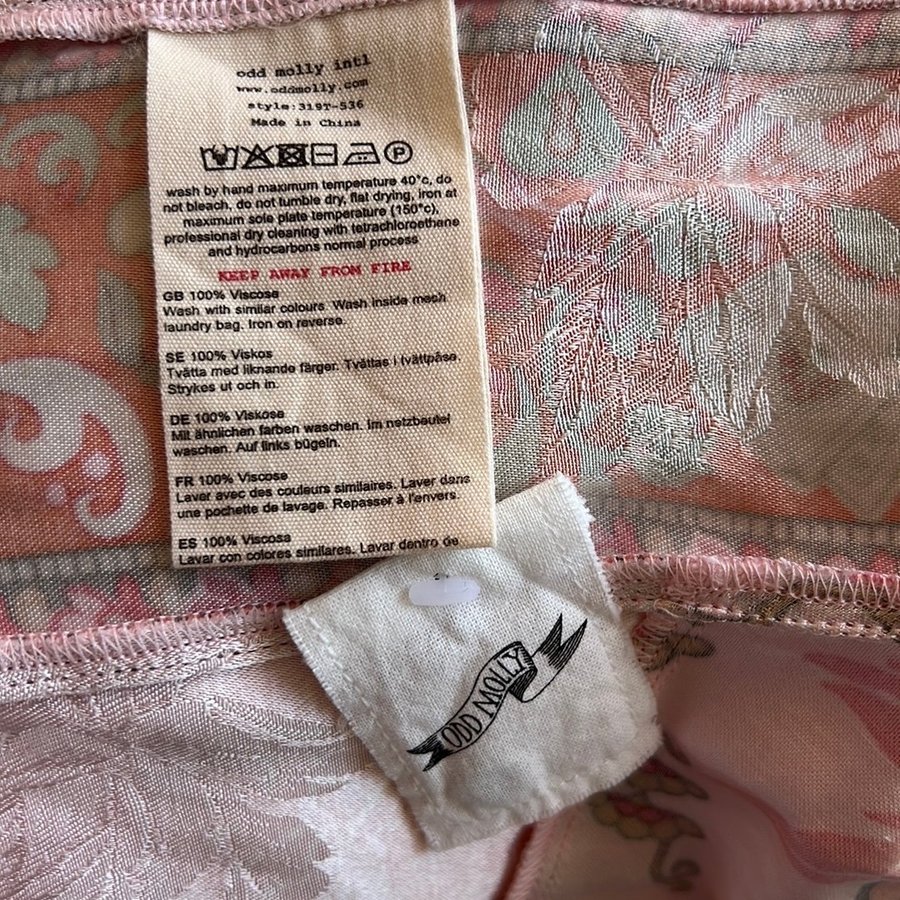 odd molly intl
www.oddmolly.com
style:319T-536
Made in China
P
wash by hand maximum temperature 40°c, do
not bleach, do not tumble dry, flat drying, iron at
maximum sole plate temperature (150°c),
professional dry cleaning with tetrachloroethene
and hydrocarbons normal process
KEEP AWAY FROM FIRE
GB 100% Viscose
Wash with similar colours. Wash inside mesh
laundry bag. Iron on reverse.
SE 100% Viskos
Tvätta med liknande färger. Tvättas i tvättpåse.
Strykes ut och in.
DE 100% Viskose
Mit ähnlichen farben waschen. Im netzbeutel
waschen. Auf links bügeln.
FR 100% Viscose
Laver avec des couleurs similaires. Laver dans
une pochette de lavage. Repasser à l'envers.
ES 100% Viscosa
Lavar con colores similares. Lavar dentro de
ODD MOLLY